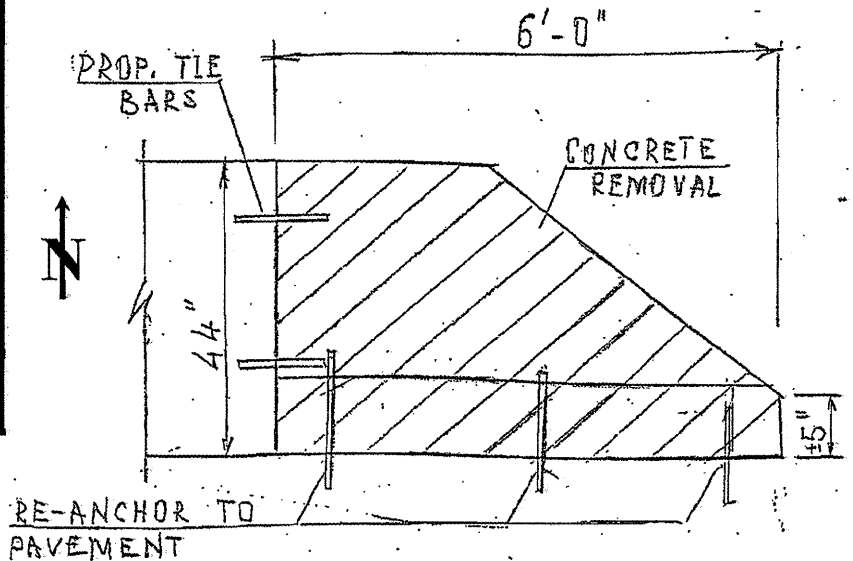 6'-0"
PROP. TIE
BARS
CONCRETE
REMOVAL
N
44"
±5"
RE-ANCHOR TO
PAVEMENT